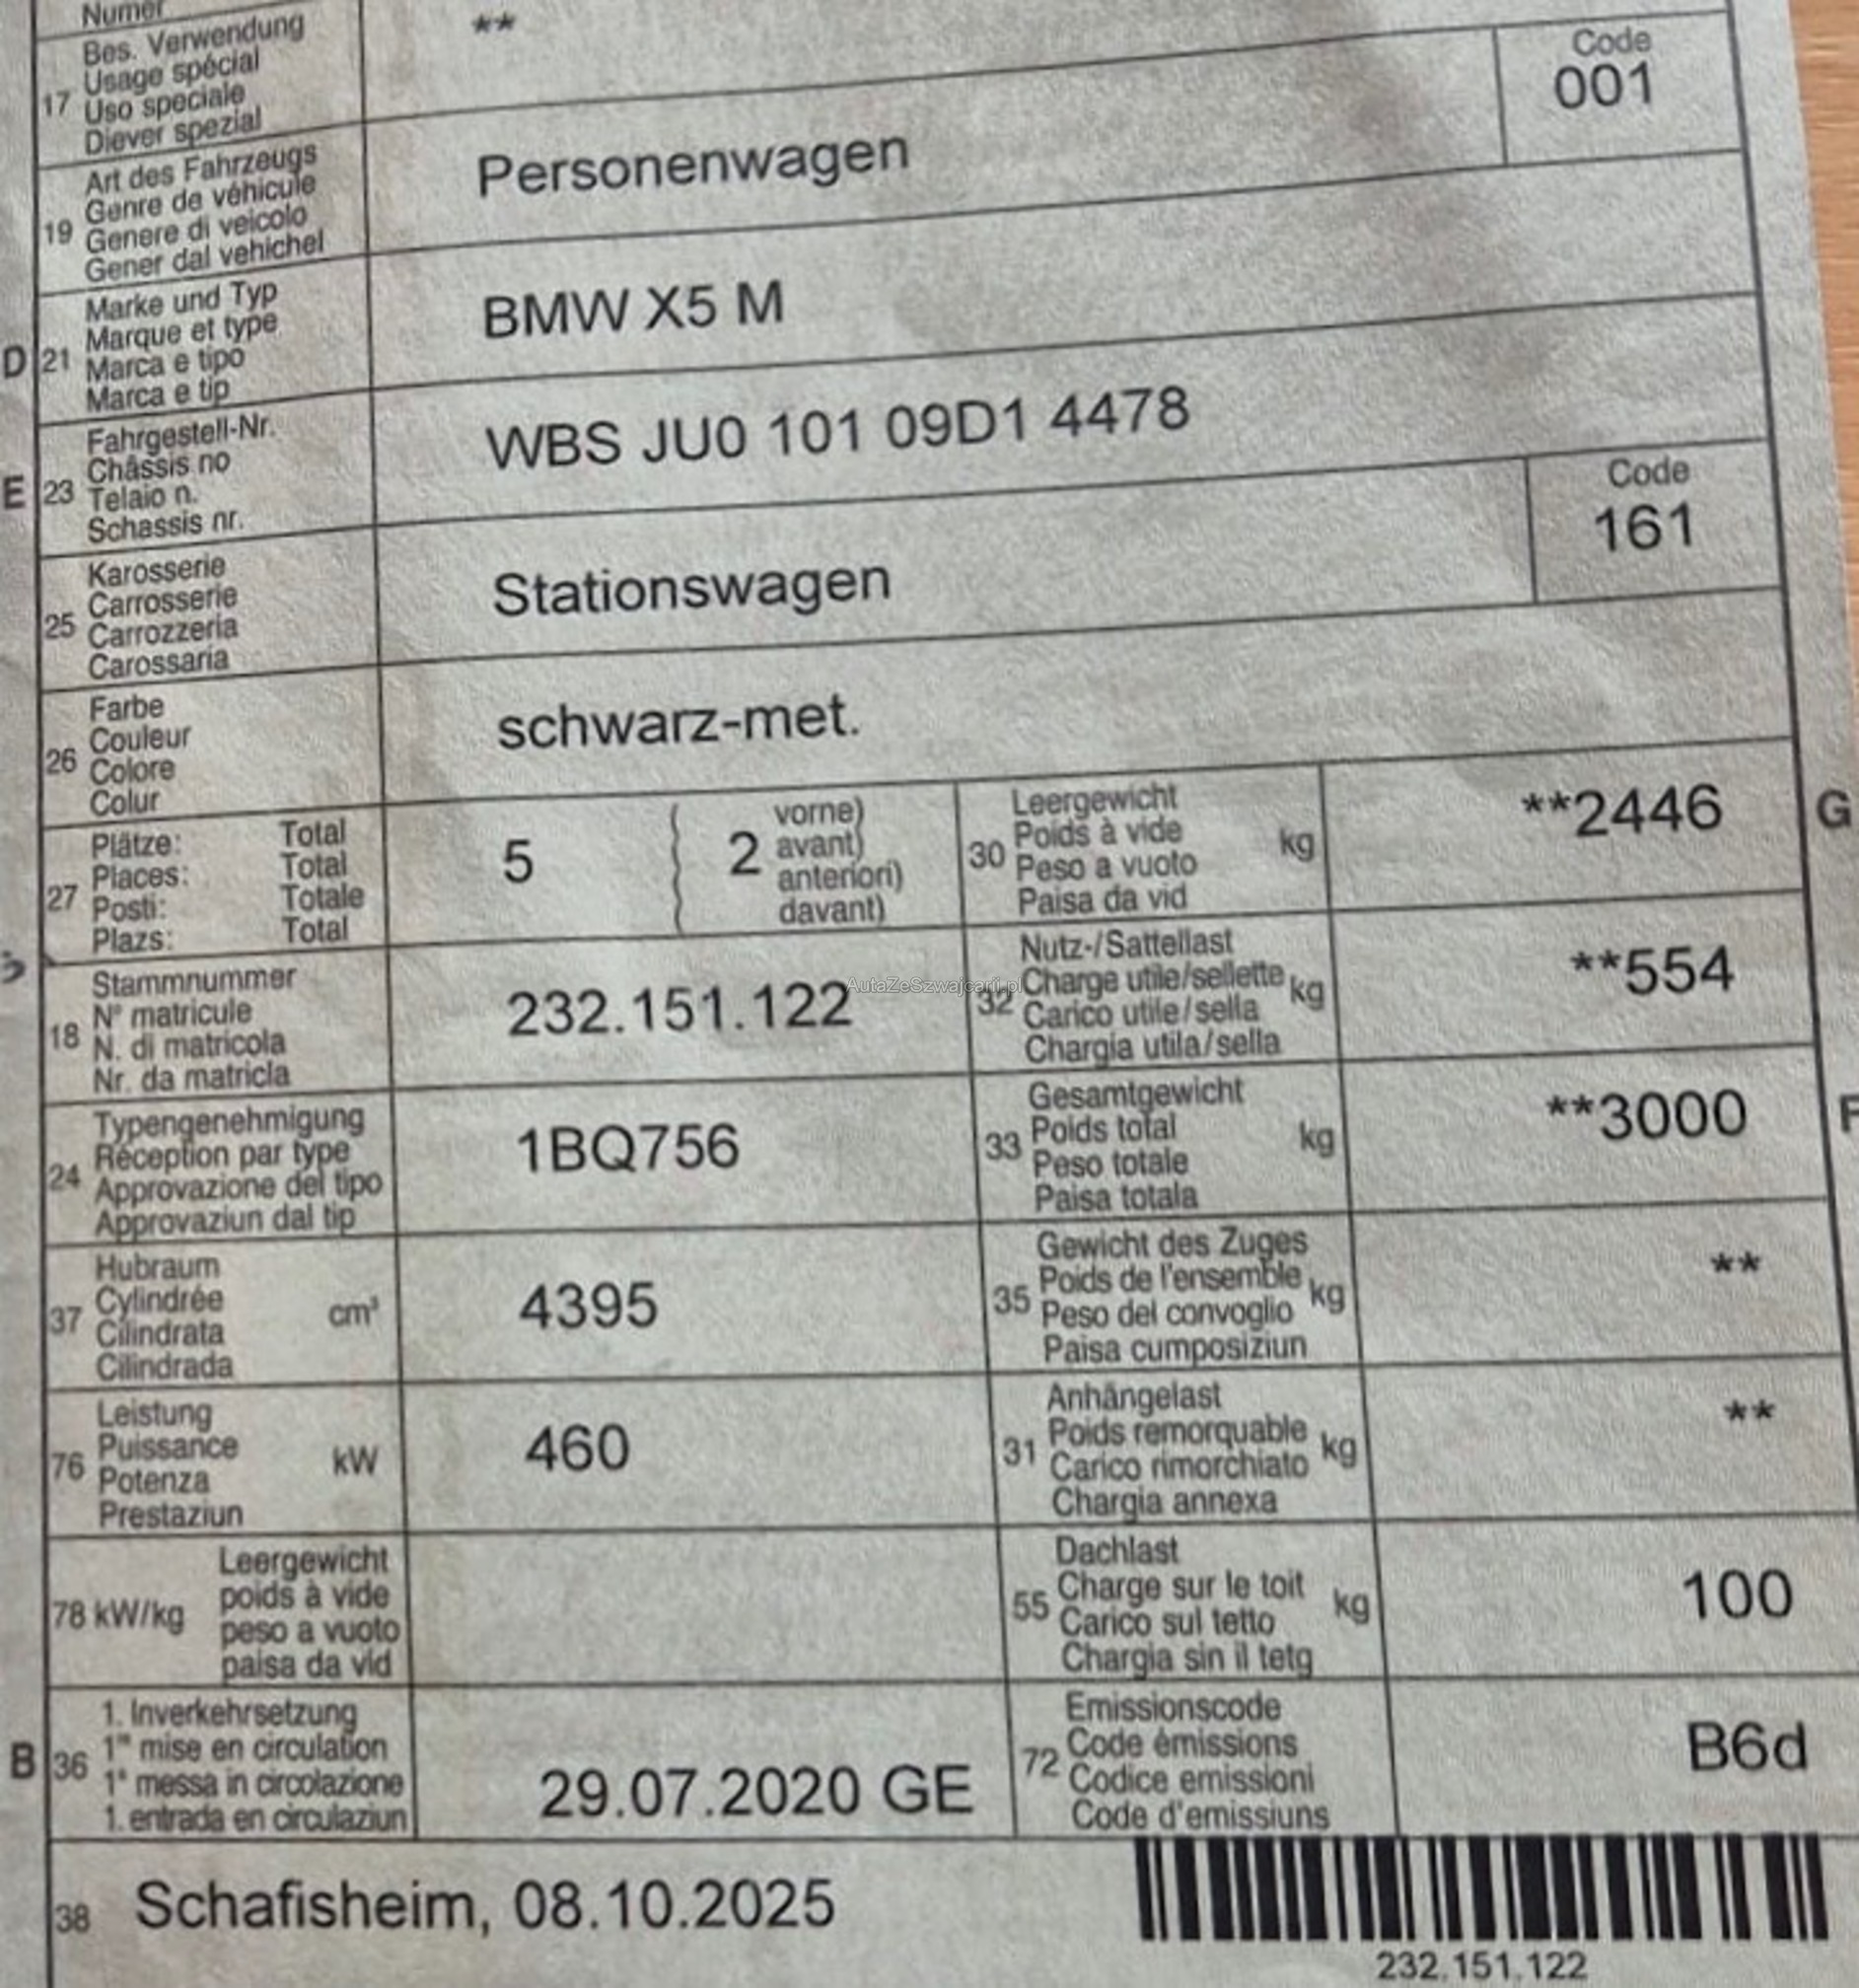 Numer
**
Bes. Verwendung
Usage spécial
17 Uso speciale
Diever spezial
Code
001
Art des Fahrzeugs
Genre de véhicule
19 Genere di veicolo
Gener dal vehichel
Personenwagen
Marke und Typ
Marque et type
D 21 Marca e tipo
Marca e tip
BMW X5 M
Fahrgestell-Nr.
Châssis no
E 23 Telaio n.
Schassis nr.
WBS JU0 101 09D1 4478
Code
161
Karosserie
Carrosserie
25 Carrozzeria
Carossaria
Stationswagen
Farbe
Couleur
26 Colore
Colur
schwarz-met.
Plätze: Total
Places: Total
27 Posti: Totale
Plazs: Total
5
2
vorne)
avant)
anteriori)
davant)
Leergewicht
30 Poids à vide kg
Peso a vuoto
Paisa da vid
**2446 G
Stammnummer
N° matricule
18 N. di matricola
Nr. da matricla
232.151.122
AutaZeSzwajcarii.pl
Nutz-/Sattellast
32 Charge utile/sellette kg
Carico utile/sella
Chargia utila/sella
**554
Typengenehmigung
Réception par type
24 Approvazione del tipo
Approvaziun dal tip
1BQ756
Gesamtgewicht
33 Poids total kg
Peso totale
Paisa totala
**3000 F
Hubraum
37 Cylindrée cm³
Cilindrata
Cilindrada
4395
Gewicht des Zuges
35 Poids de l'ensemble kg
Peso del convoglio
Paisa cumposiziun
**
Leistung
76 Puissance kW
Potenza
Prestaziun
460
Anhängelast
31 Poids remorquable kg
Carico rimorchiato
Chargia annexa
**
Leergewicht
78 kW/kg poids à vide
peso a vuoto
paisa da vid
Dachlast
55 Charge sur le toit kg
Carico sul tetto
Chargia sin il tetg
100
1. Inverkehrsetzung
B 36 1re mise en circulation
1a messa in circolazione
1. entrada en circulaziun
29.07.2020 GE
Emissionscode
72 Code émissions
Codice emissioni
Code d'emissiuns
B6d
38 Schafisheim, 08.10.2025
232.151.122